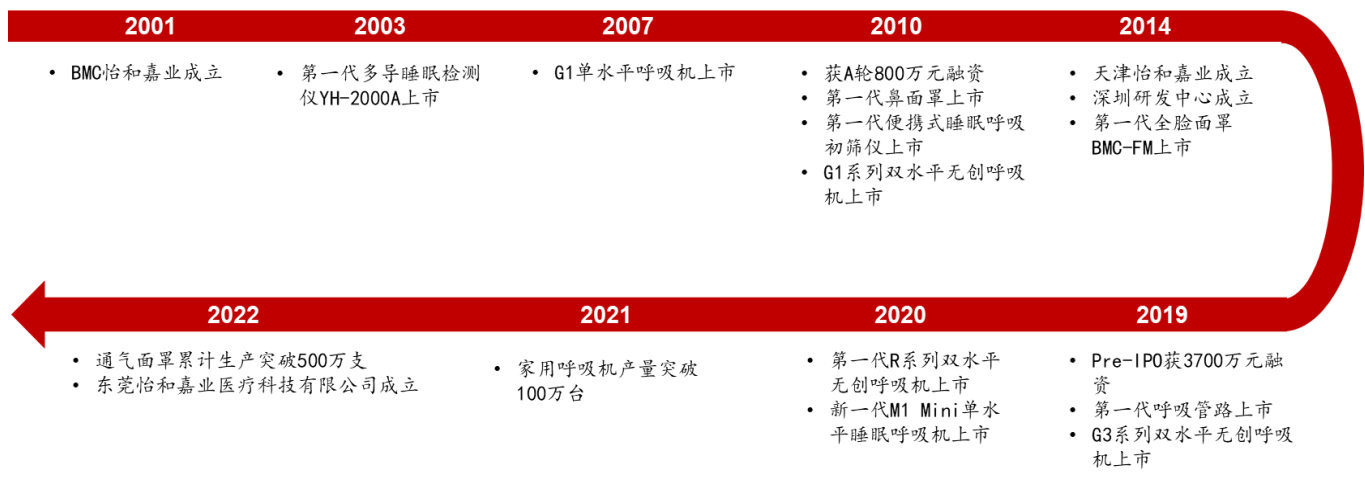 2001
2003
2007
2010
2014
• BMC怡和嘉业成立
• 第一代多导睡眠检测
仪YH-2000A上市
• G1单水平呼吸机上市
• 获A轮800万元融资
• 第一代鼻面罩上市
• 第一代便携式睡眠呼吸
初筛仪上市
• G1系列双水平无创呼吸
机上市
• 天津怡和嘉业成立
• 深圳研发中心成立
• 第一代全脸面罩
BMC-FM上市
2022
2021
2020
2019
• 通气面罩累计生产突破500万支
• 东莞怡和嘉业医疗科技有限公司成立
• 家用呼吸机产量突破
100万台
• 第一代R系列双水平
无创呼吸机上市
• 新一代M1 Mini单水
平睡眠呼吸机上市
• Pre-IPO获3700万元融
资
• 第一代呼吸管路上市
• G3系列双水平无创呼吸
机上市